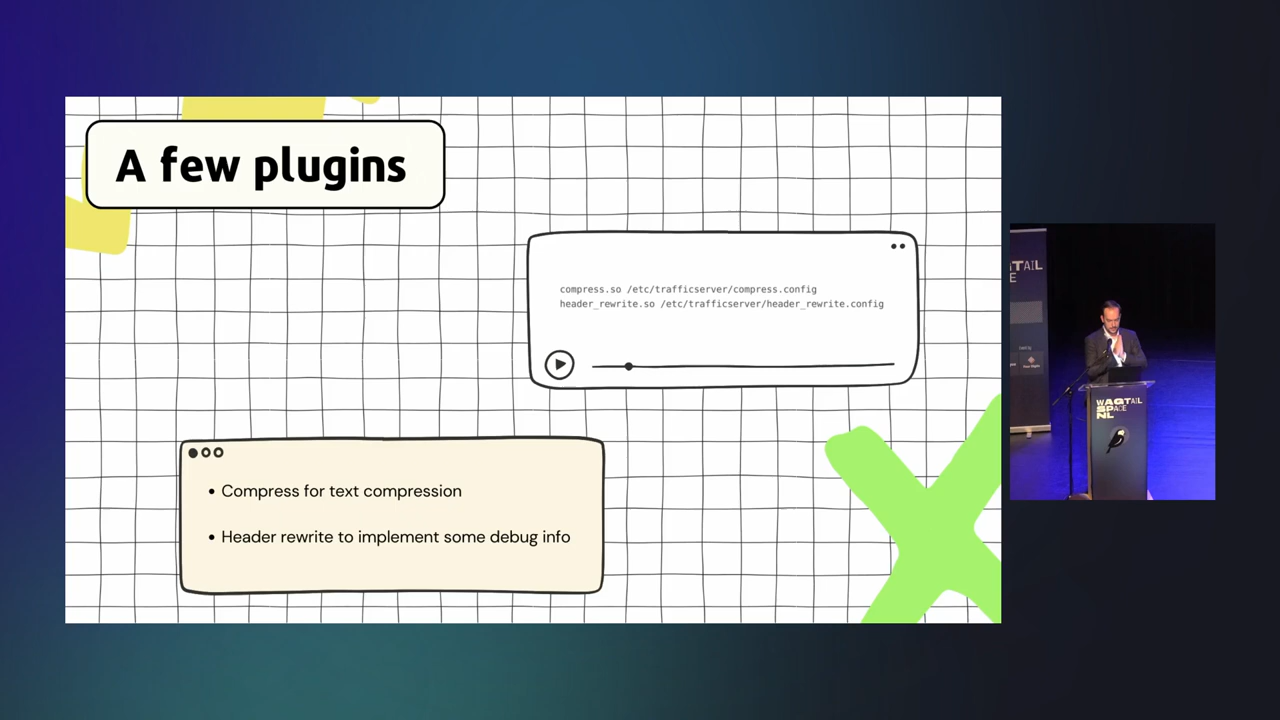 A few plugins
compress.so /etc/trafficserver/compress.config
header_rewrite.so /etc/trafficserver/header_rewrite.config
• Compress for text compression
• Header rewrite to implement some debug info
TAIL
E
WAGTAIL
SPACE
NL